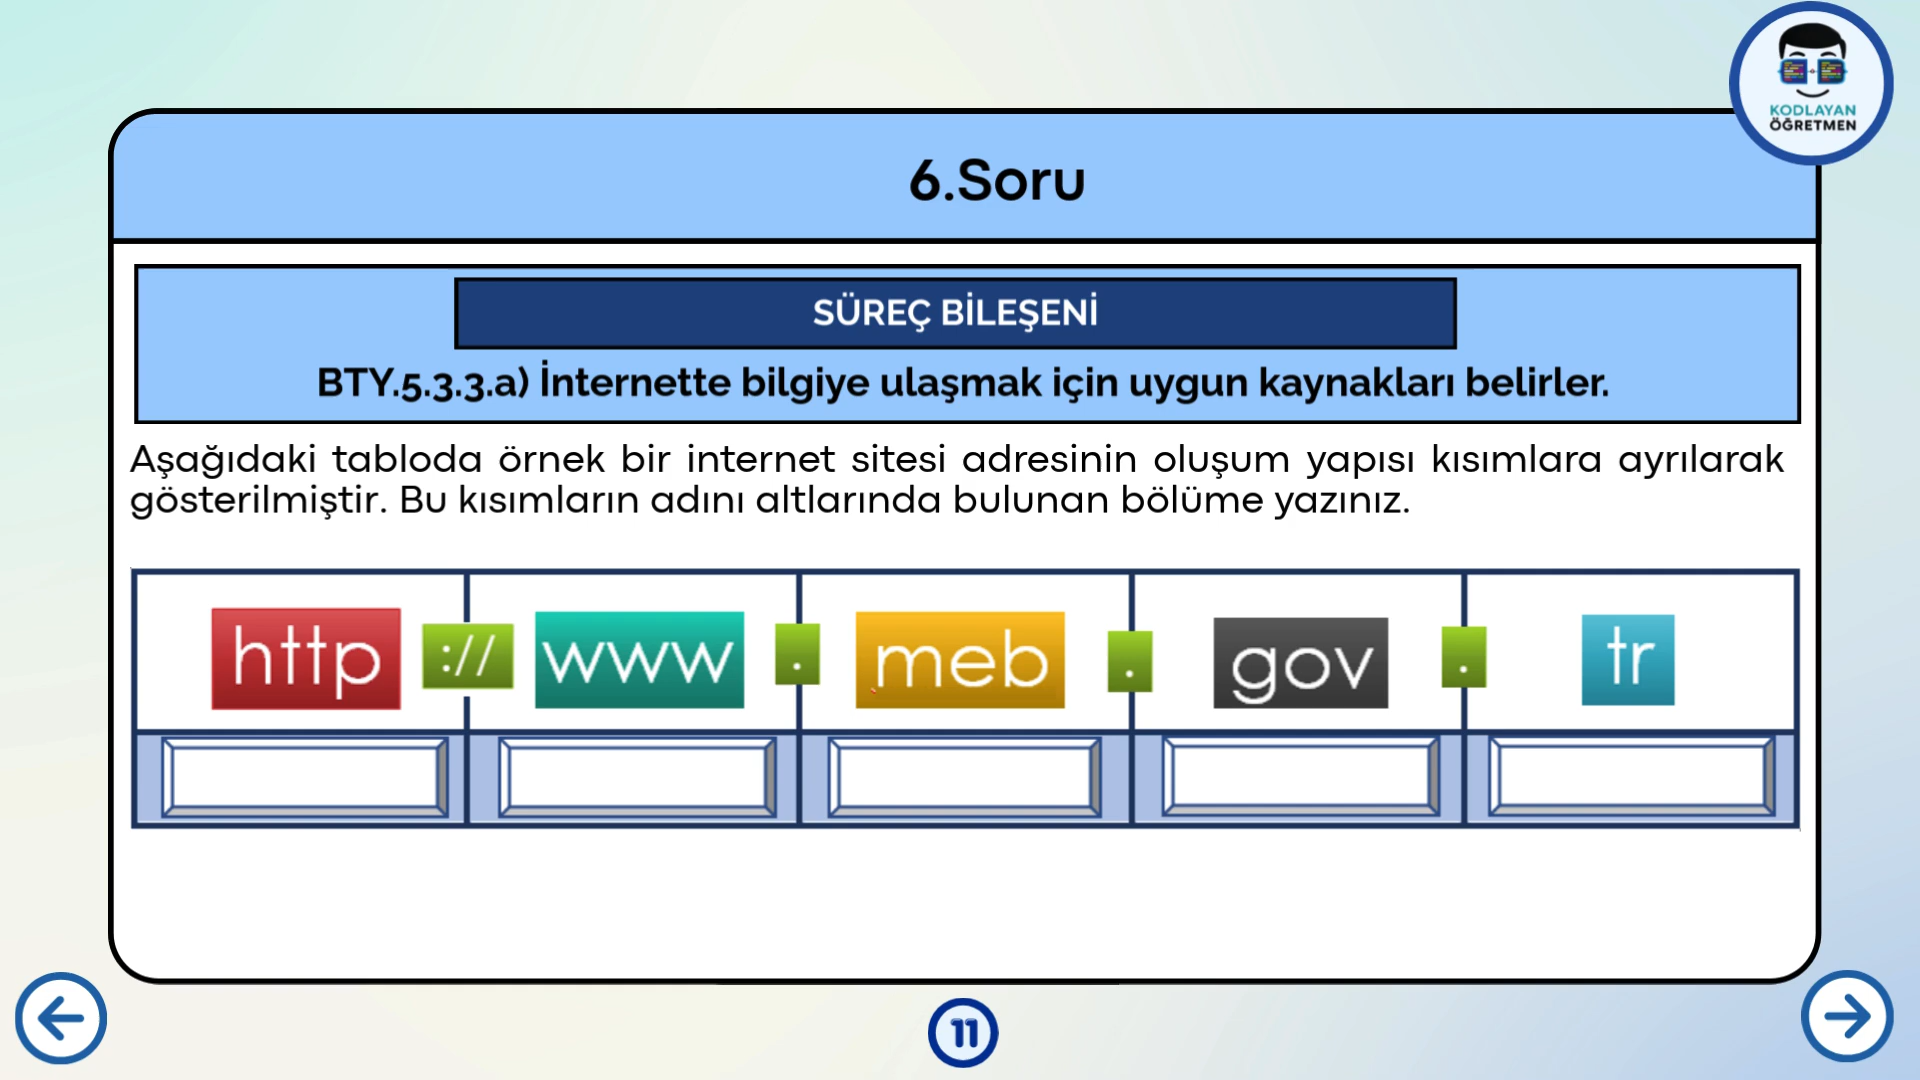 KODLAYAN
ÖĞRETMEN
6.Soru
SÜREÇ BİLEŞENİ
BTY.5.3.3.a) İnternette bilgiye ulaşmak için uygun kaynakları belirler.
Aşağıdaki tabloda örnek bir internet sitesi adresinin oluşum yapısı kısımlara ayrılarak
gösterilmiştir. Bu kısımların adını altlarında bulunan bölüme yazınız.
http :// www . meb . gov . tr
11